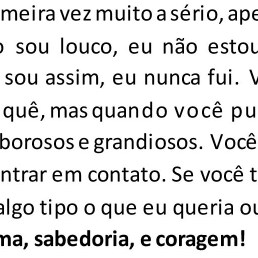 meira vez muito a sério, ape
sou louco, eu não estou
sou assim, eu nunca fui. V
quê, mas quando você pu
borosos e grandiosos. Você
ntrar em contato. Se você t
algo tipo o que eu queria ou
ma, sabedoria, e coragem!